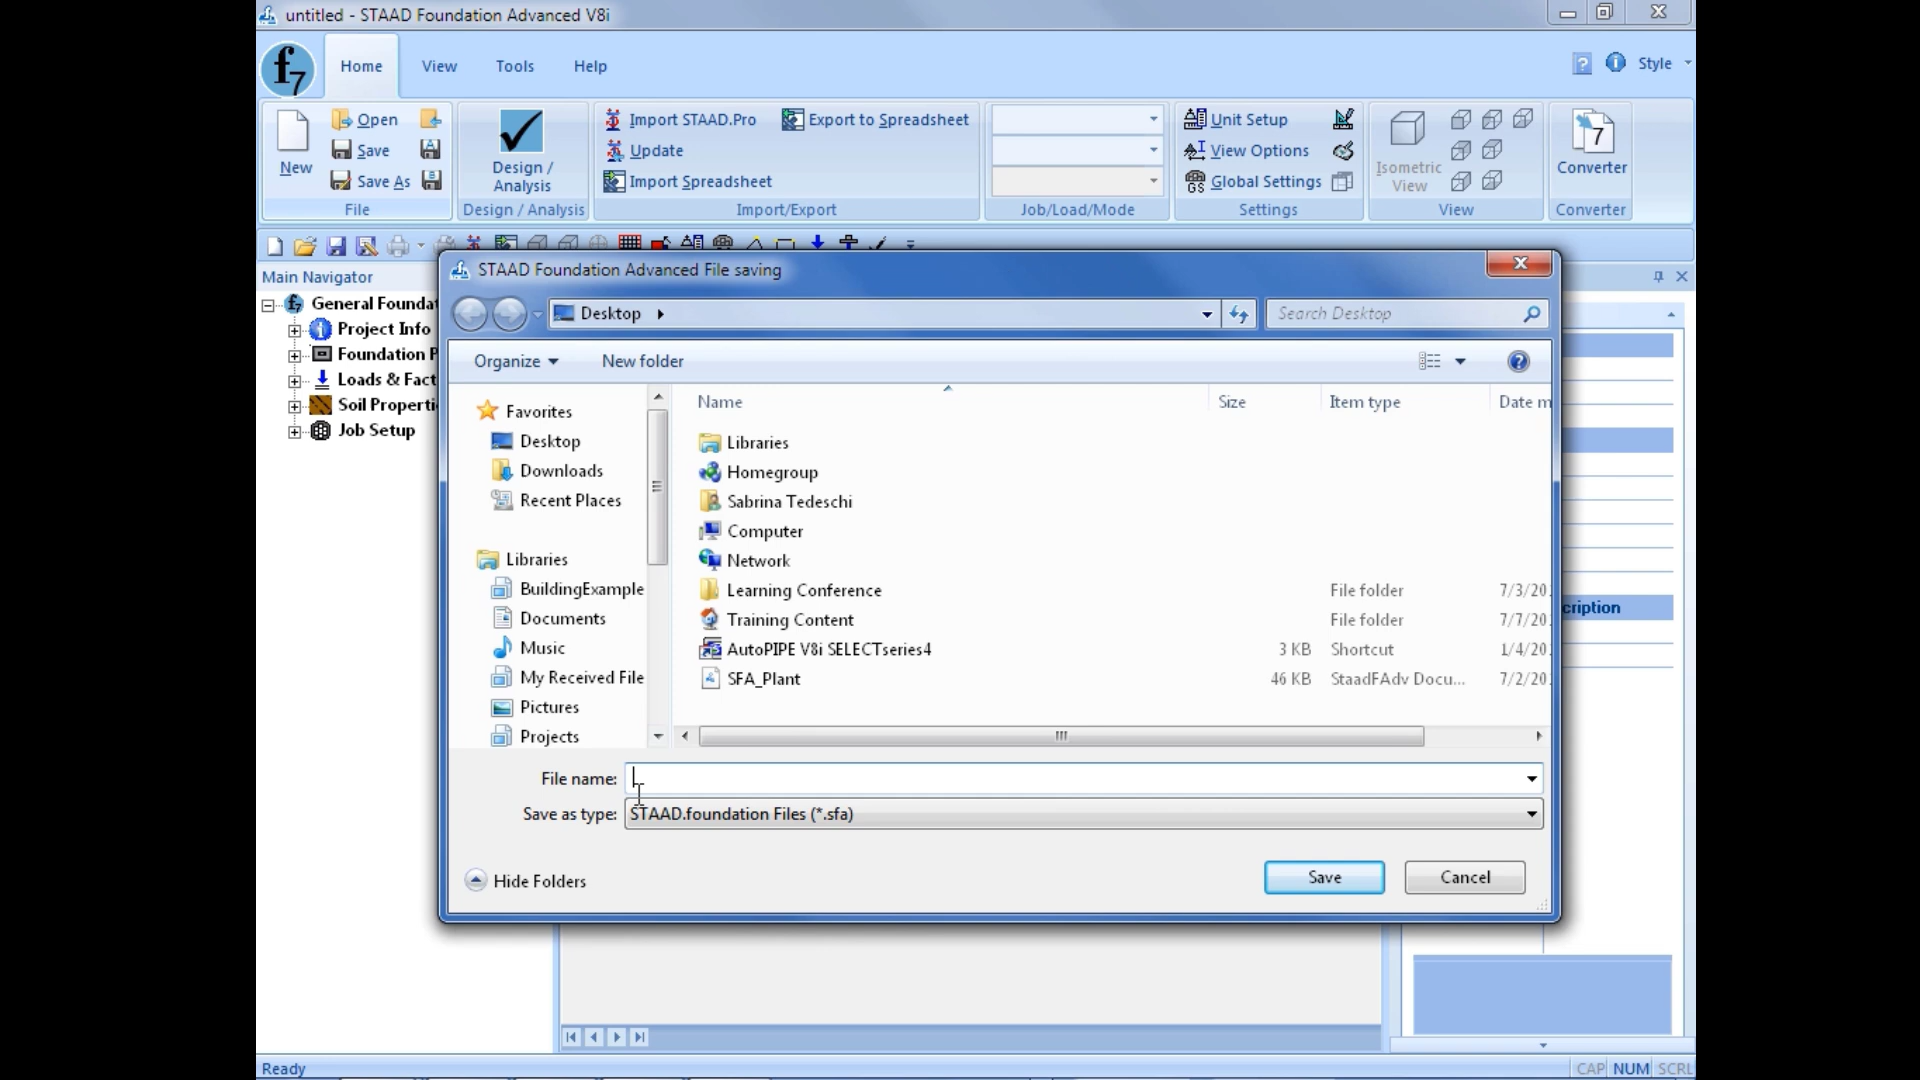 untitled - STAAD Foundation Advanced V8i
Home View Tools Help Style
New
Open
Save
Save As
File
Design / Analysis
Design / Analysis
Import STAAD.Pro Export to Spreadsheet
Update
Import Spreadsheet
Import/Export
Job/Load/Mode
Unit Setup
View Options
Global Settings
Settings
Isometric View
View
7
Converter
Converter
Main Navigator
General Foundat
Project Info
Foundation P
Loads & Fact
Soil Properti
Job Setup
STAAD Foundation Advanced File saving
Desktop
Search Desktop
Organize New folder
Favorites
Desktop
Downloads
Recent Places
Libraries
BuildingExample
Documents
Music
My Received File
Pictures
Projects
Name Size Item type Date m
Libraries
Homegroup
Sabrina Tedeschi
Computer
Network
Learning Conference File folder 7/3/20
Training Content File folder 7/7/20
AutoPIPE V8i SELECTseries4 3 KB Shortcut 1/4/20
SFA_Plant 46 KB StaadFAdv Docu... 7/2/20
File name:
Save as type: STAAD.foundation Files (*.sfa)
Hide Folders Save Cancel
cription
Ready CAP NUM SCRL